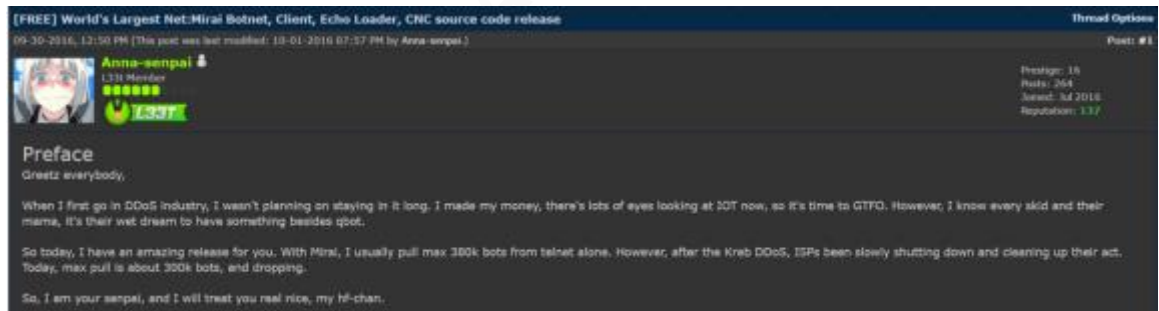 [FREE] World's Largest Net:Mirai Botnet, Client, Echo Loader, CNC source code release Thread Options
09-30-2016, 12:50 PM (This post was last modified: 10-01-2016 07:57 PM by Anna-senpai.) Post: #1
Anna-senpai
L33t Member
L33T
Prestige: 16
Posts: 264
Joined: Jul 2016
Reputation: 137
Preface
Greetz everybody,
When I first go in DDoS industry, I wasn't planning on staying in it long. I made my money, there's lots of eyes looking at IOT now, so it's time to GTFO. However, I know every skid and their
mama, it's their wet dream to have something besides qbot.
So today, I have an amazing release for you. With Mirai, I usually pull max 380k bots from telnet alone. However, after the Kreb DDoS, ISPs been slowly shutting down and cleaning up their act.
Today, max pull is about 300k bots, and dropping.
So, I am your senpai, and I will treat you real nice, my hf-chan.